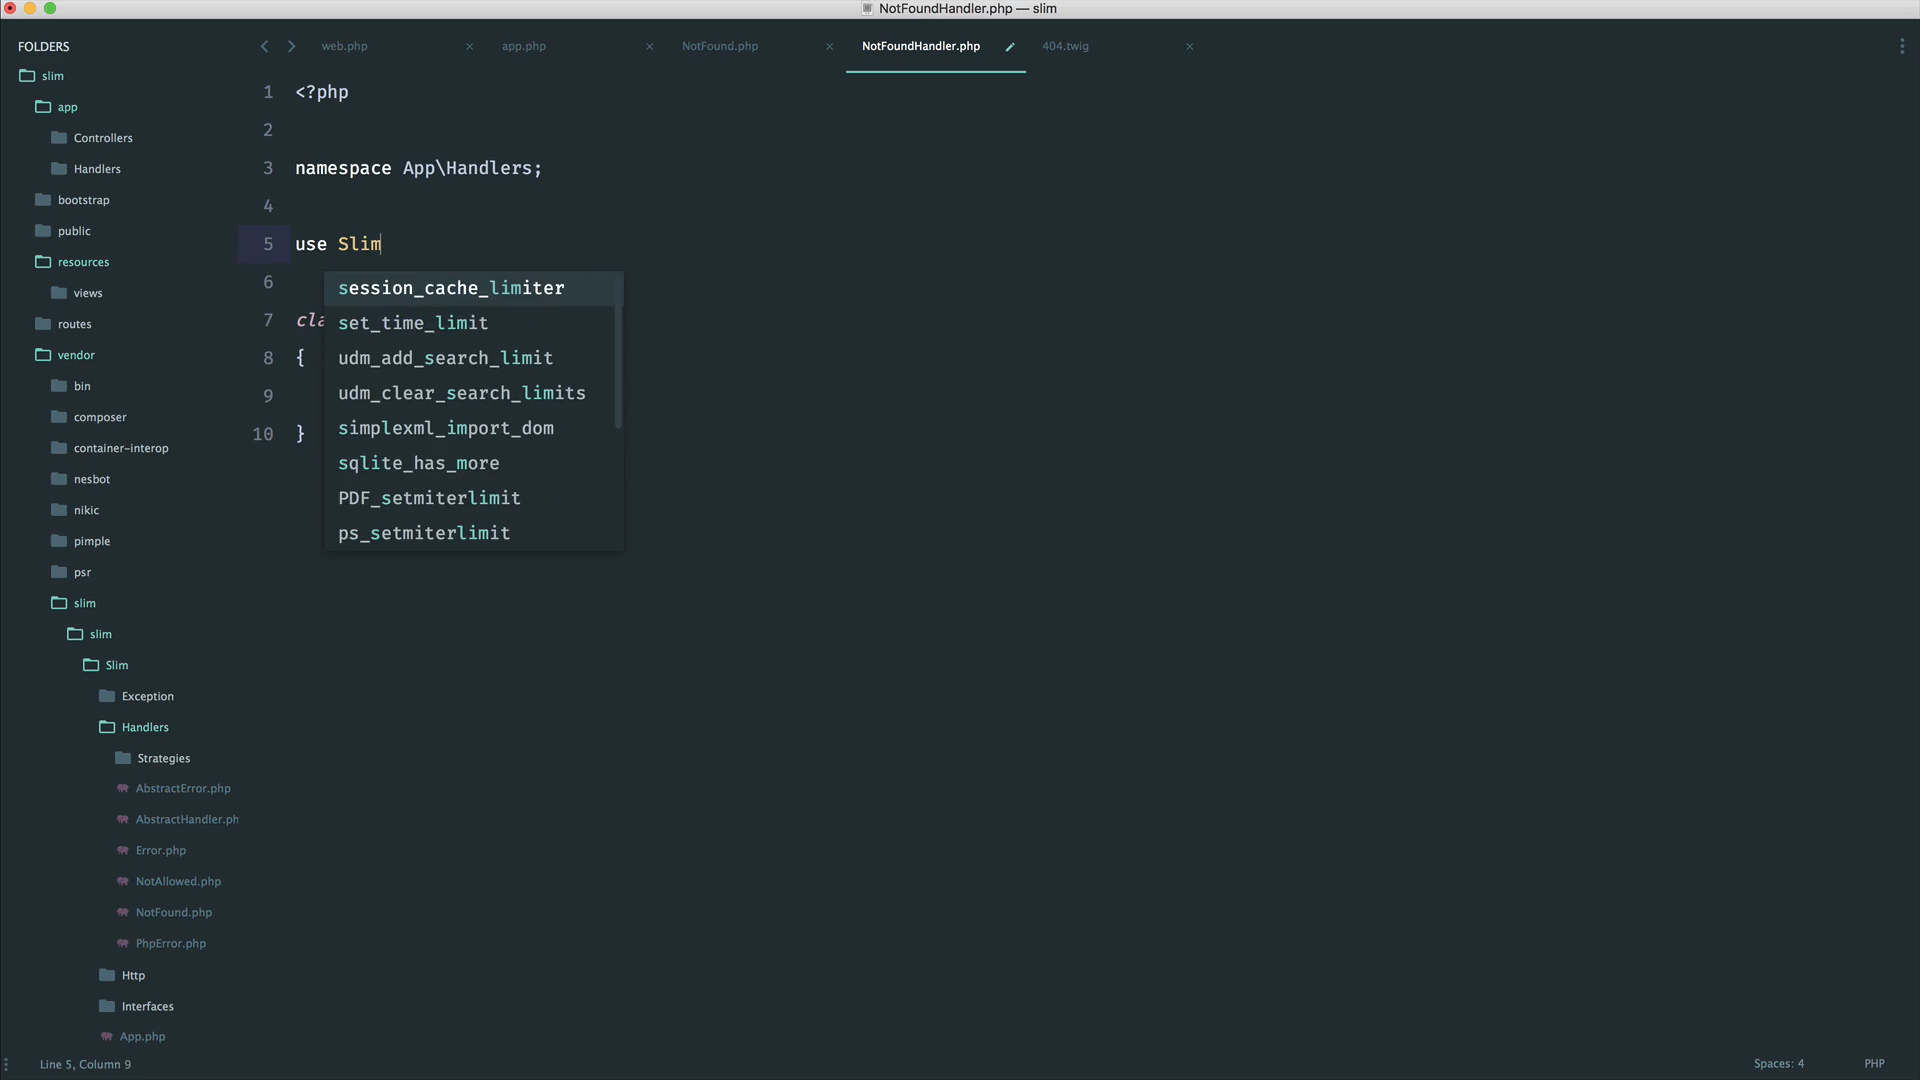 NotFoundHandler.php — slim
FOLDERS
slim
app
Controllers
Handlers
bootstrap
public
resources
views
routes
vendor
bin
composer
container-interop
nesbot
nikic
pimple
psr
slim
slim
Slim
Exception
Handlers
Strategies
AbstractError.php
AbstractHandler.ph
Error.php
NotAllowed.php
NotFound.php
PhpError.php
Http
Interfaces
App.php
web.php
app.php
NotFound.php
NotFoundHandler.php
404.twig
1 <?php
2
3 namespace App\Handlers;
4
5 use Slim
6
7 cla
8 {
9
10 }
session_cache_limiter
set_time_limit
udm_add_search_limit
udm_clear_search_limits
simplexml_import_dom
sqlite_has_more
PDF_setmiterlimit
ps_setmiterlimit
Line 5, Column 9
Spaces: 4
PHP